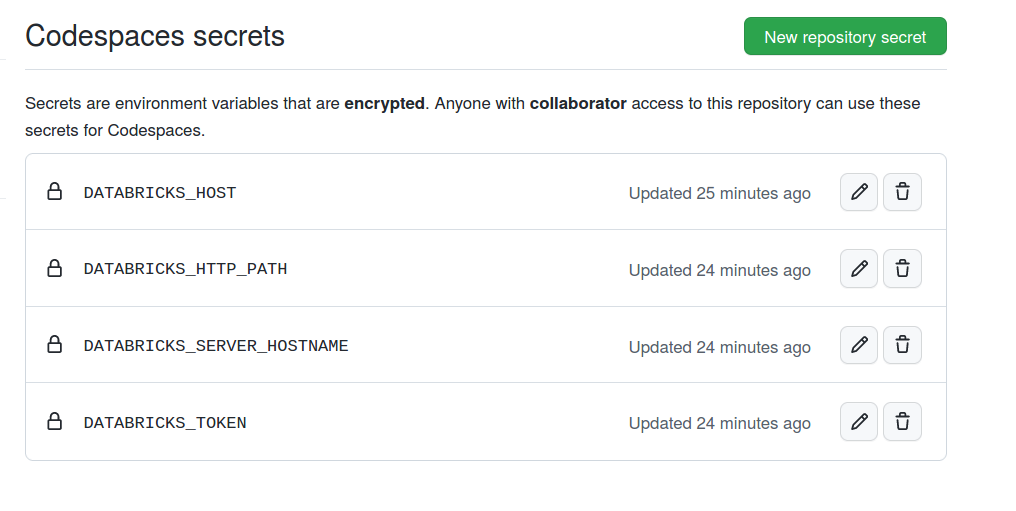 Codespaces secrets
New repository secret
Secrets are environment variables that are encrypted. Anyone with collaborator access to this repository can use these
secrets for Codespaces.
DATABRICKS_HOST Updated 25 minutes ago
DATABRICKS_HTTP_PATH Updated 24 minutes ago
DATABRICKS_SERVER_HOSTNAME Updated 24 minutes ago
DATABRICKS_TOKEN Updated 24 minutes ago